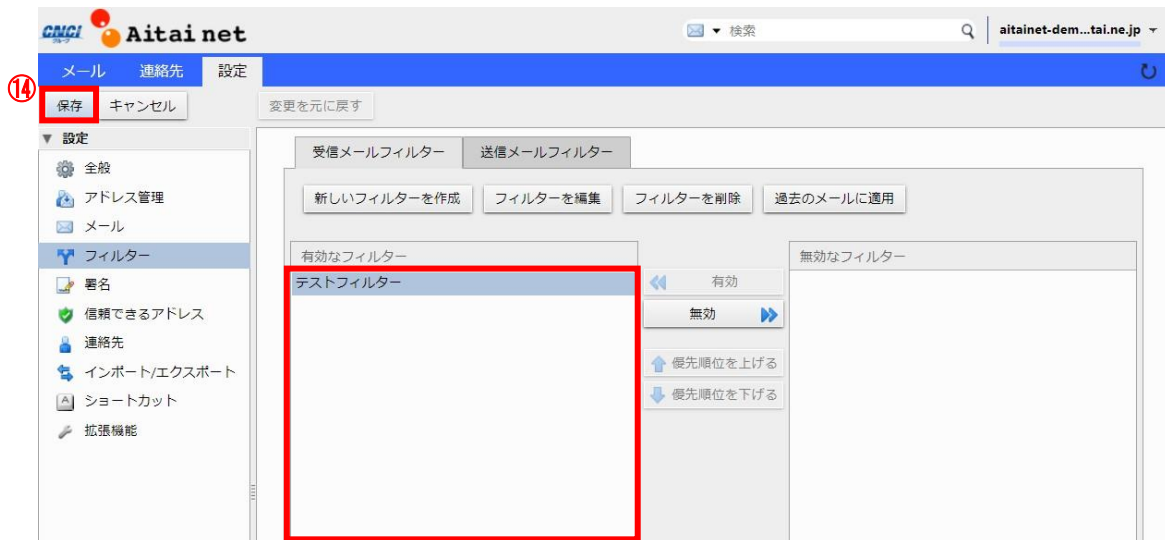 CNCI グループ Aitai net
検索 aitainet-dem...tai.ne.jp
メール 連絡先 設定
⑭
保存 キャンセル 変更を元に戻す
設定
全般
アドレス管理
メール
フィルター
署名
信頼できるアドレス
連絡先
インポート/エクスポート
ショートカット
拡張機能
受信メールフィルター 送信メールフィルター
新しいフィルターを作成 フィルターを編集 フィルターを削除 過去のメールに適用
有効なフィルター
テストフィルター
有効
無効
優先順位を上げる
優先順位を下げる
無効なフィルター